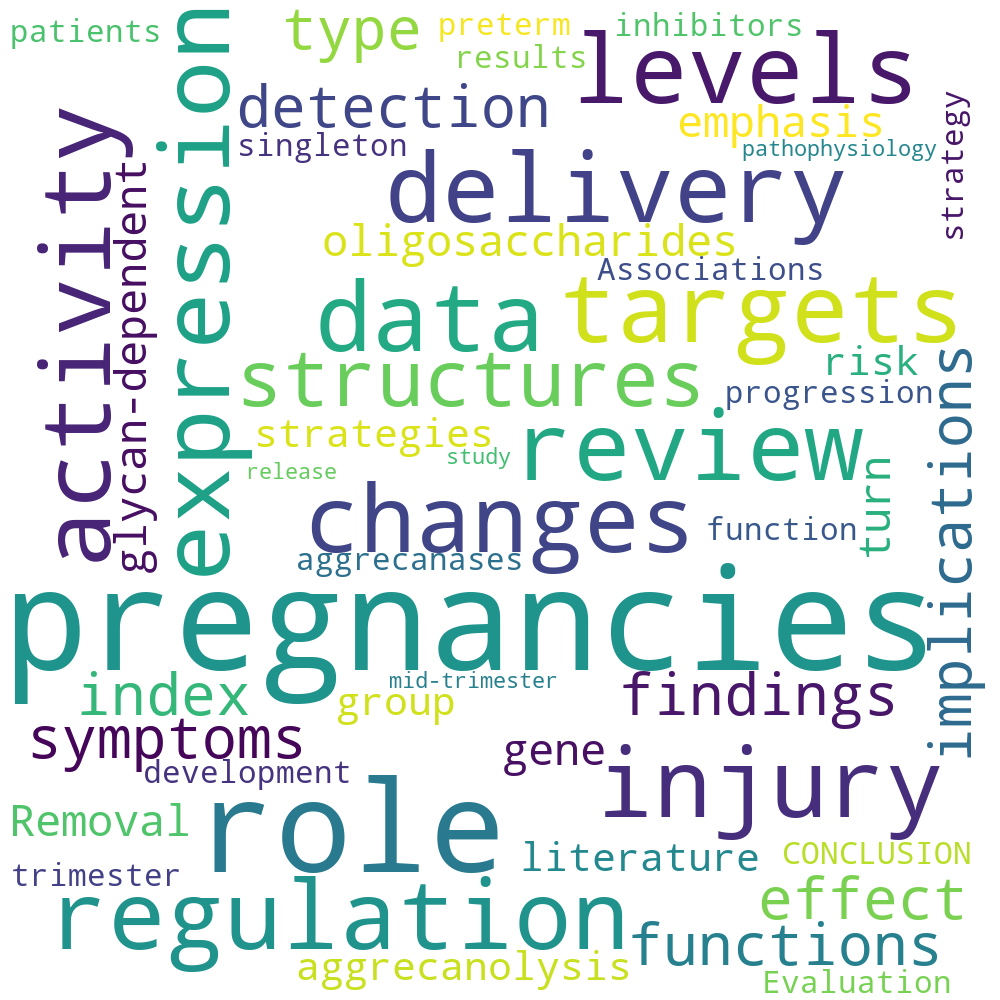 patients
type
preterm
inhibitors
results
levels
expression
detection
emphasis
strategy
activity
singleton
pathophysiology
delivery
glycan-dependent
oligosaccharides
Associations
data
targets
structures
risk
progression
implications
strategies
review
study
release
turn
changes
function
aggrecanases
pregnancies
index
mid-trimester
group
findings
symptoms
gene
development
injury
role
Removal
literature
CONCLUSION
trimester
regulation
effect
functions
aggrecanolysis
Evaluation